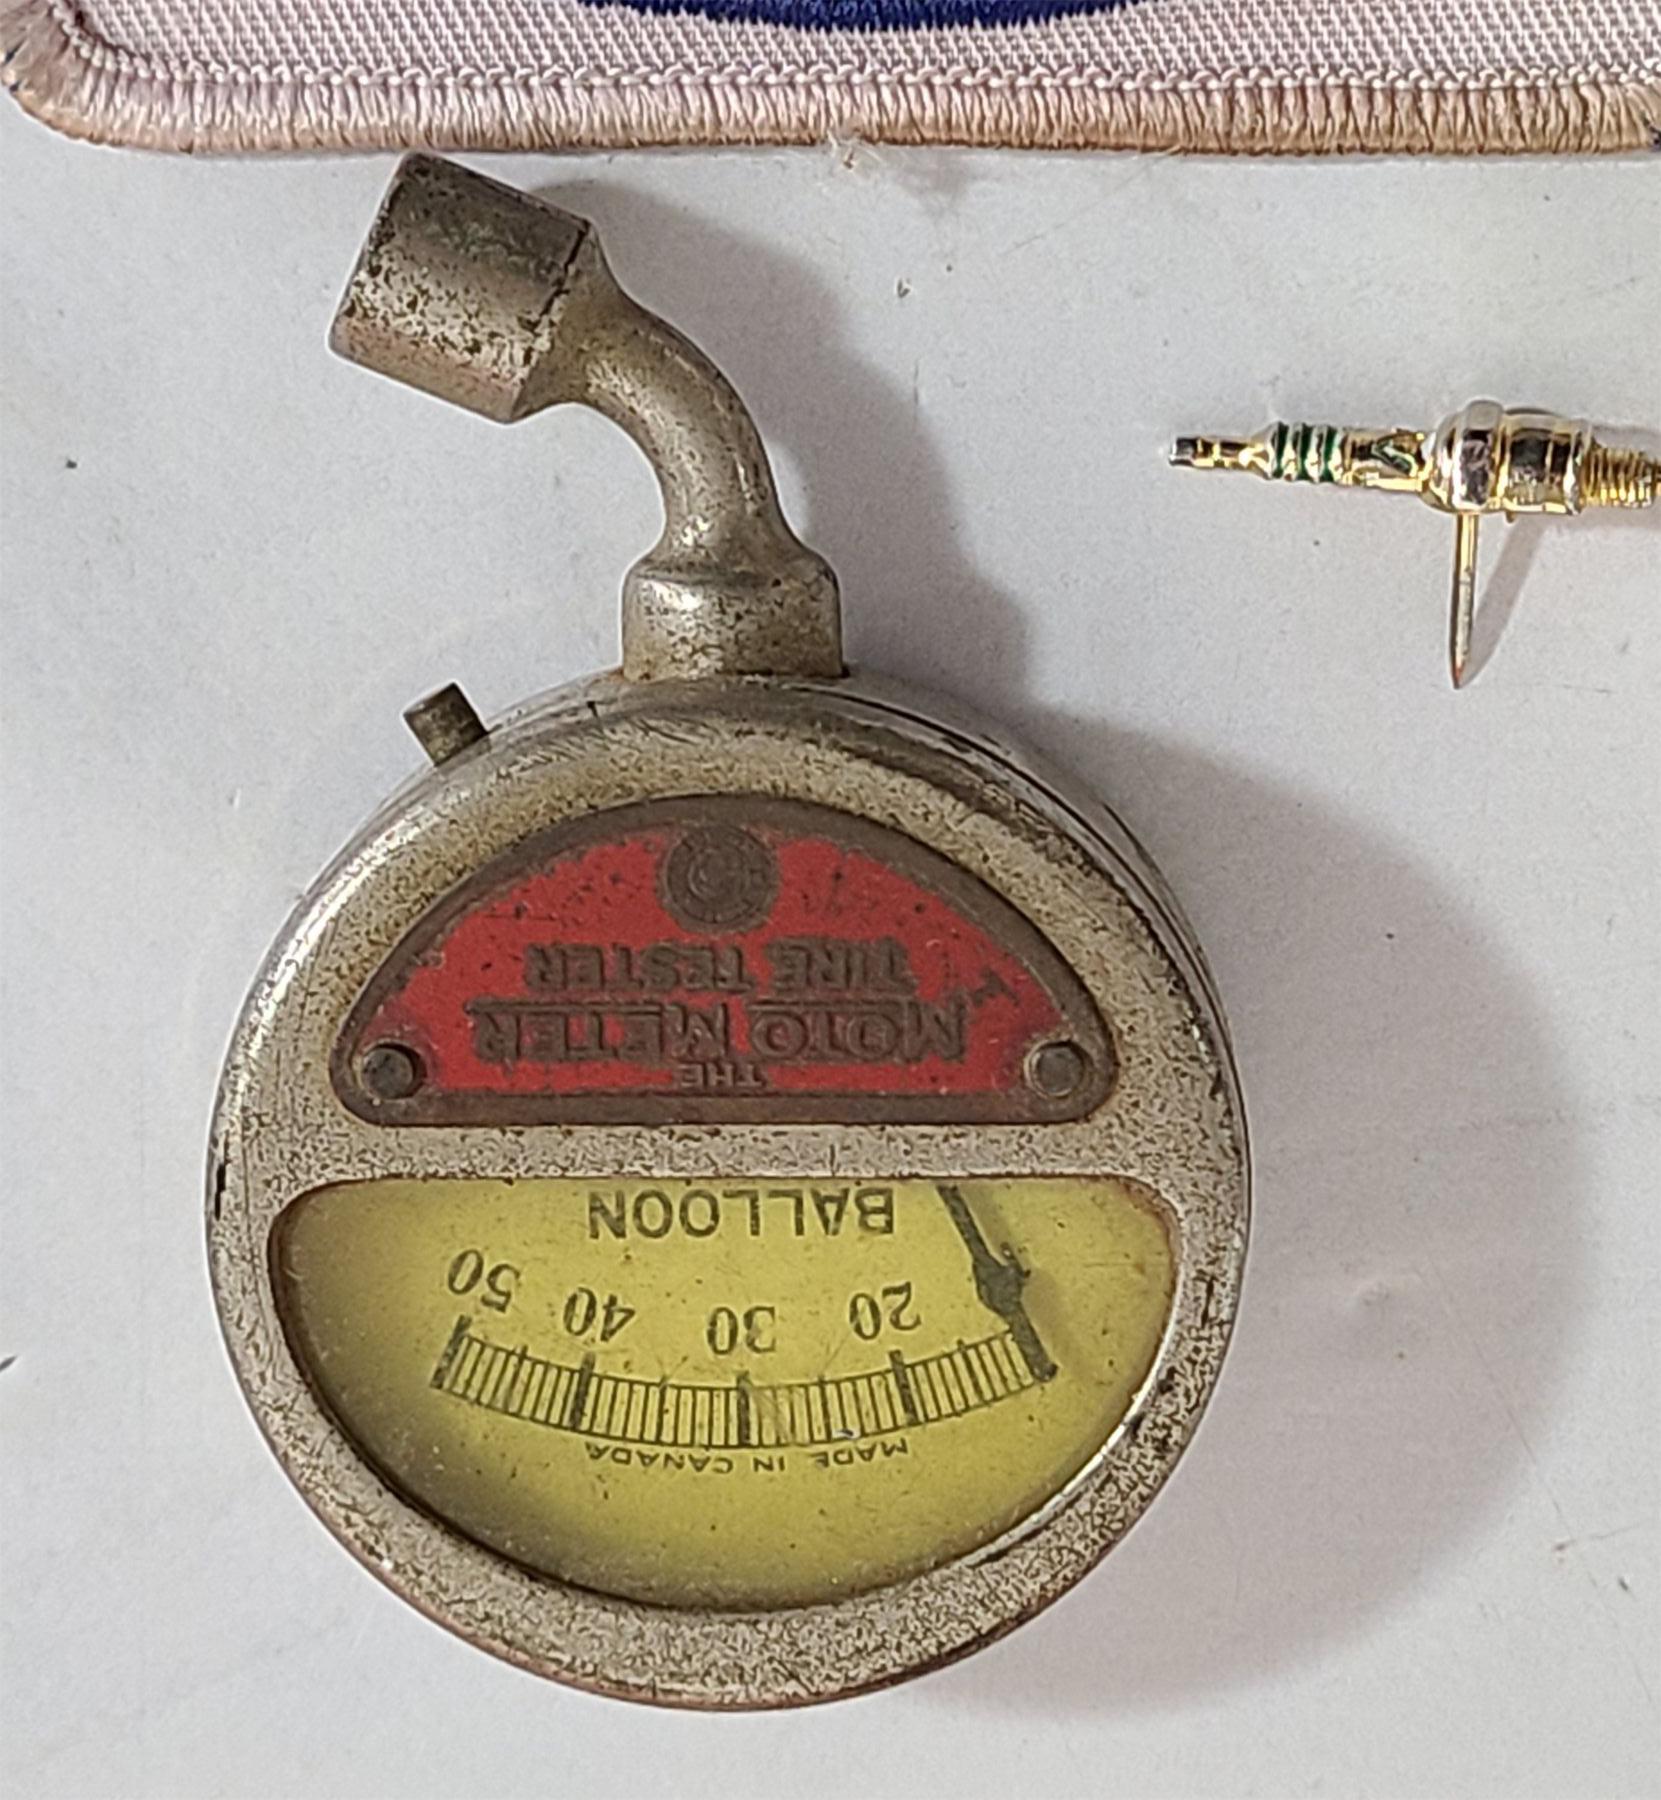 THE
MOTO METER
TIRE TESTER
BALLOON
20 30 40 50
MADE IN CANADA